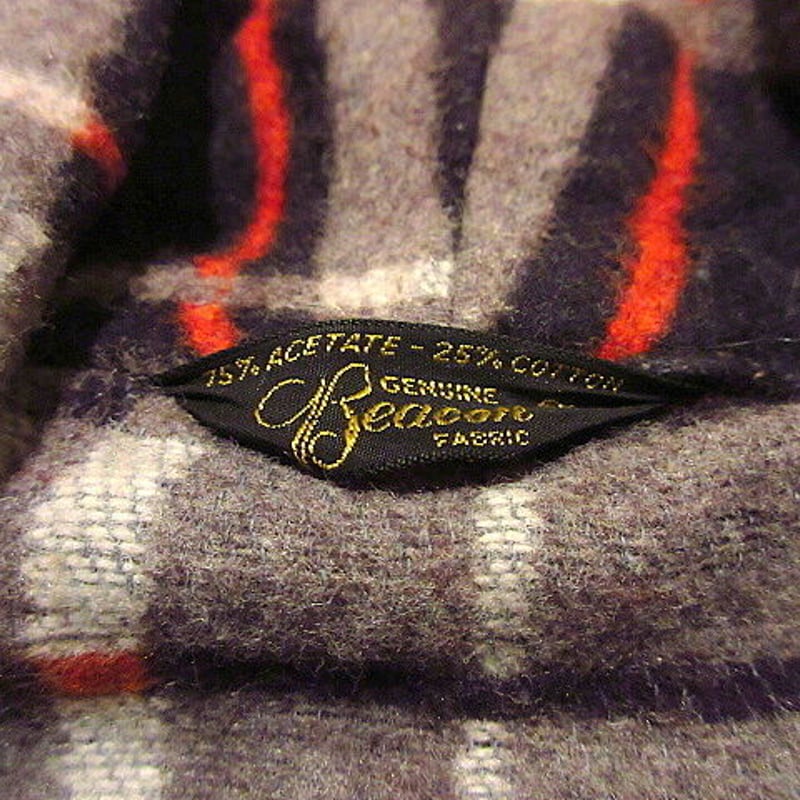 75% ACETATE - 25% COTTON
GENUINE
Beacon
FABRIC